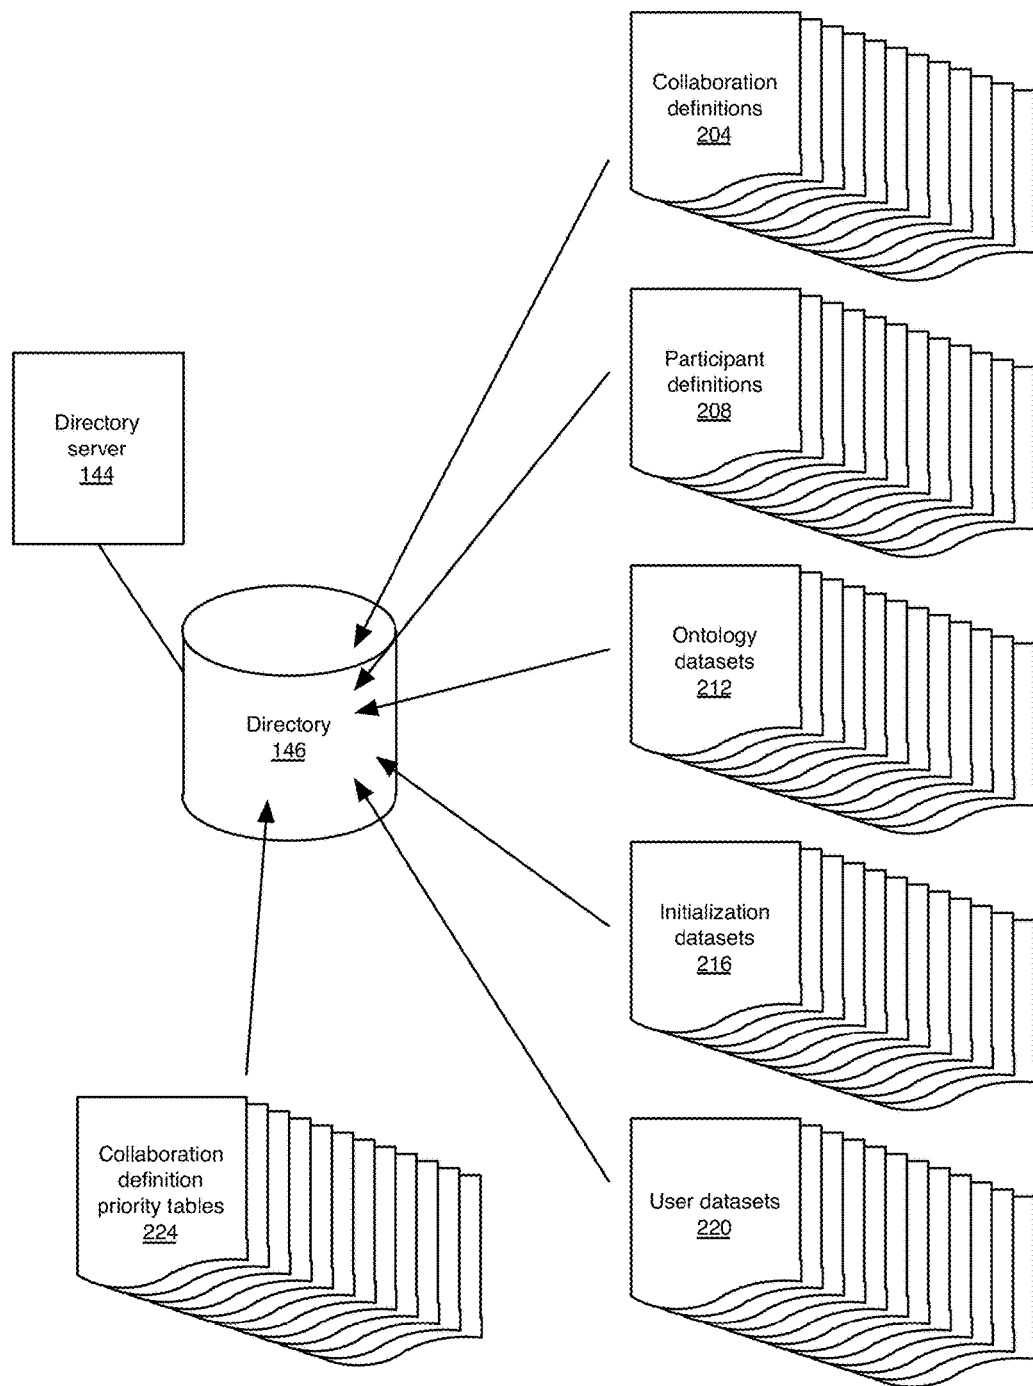 Collaboration
definitions
204
Participant
definitions
208
Directory
server
144
Ontology
datasets
212
Directory
146
Initialization
datasets
216
Collaboration
definition
priority tables
224
User datasets
220